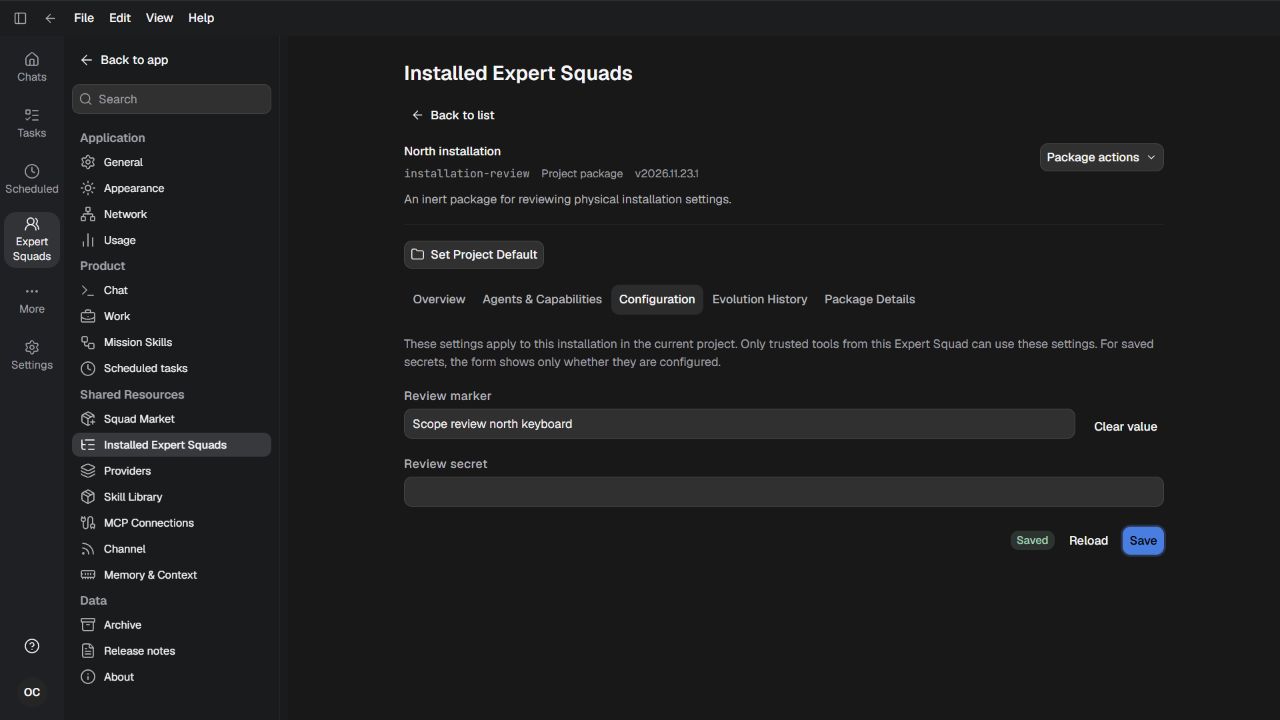 File Edit View Help
Chats
Tasks
Scheduled
Expert
Squads
More
Settings
OC
Back to app
Search
Application
General
Appearance
Network
Usage
Product
Chat
Work
Mission Skills
Scheduled tasks
Shared Resources
Squad Market
Installed Expert Squads
Providers
Skill Library
MCP Connections
Channel
Memory & Context
Data
Archive
Release notes
About
Installed Expert Squads
Back to list
North installation
Package actions
installation-review Project package v2026.11.23.1
An inert package for reviewing physical installation settings.
Set Project Default
Overview Agents & Capabilities Configuration Evolution History Package Details
These settings apply to this installation in the current project. Only trusted tools from this Expert Squad can use these settings. For saved
secrets, the form shows only whether they are configured.
Review marker
Scope review north keyboard
Clear value
Review secret
Saved Reload Save